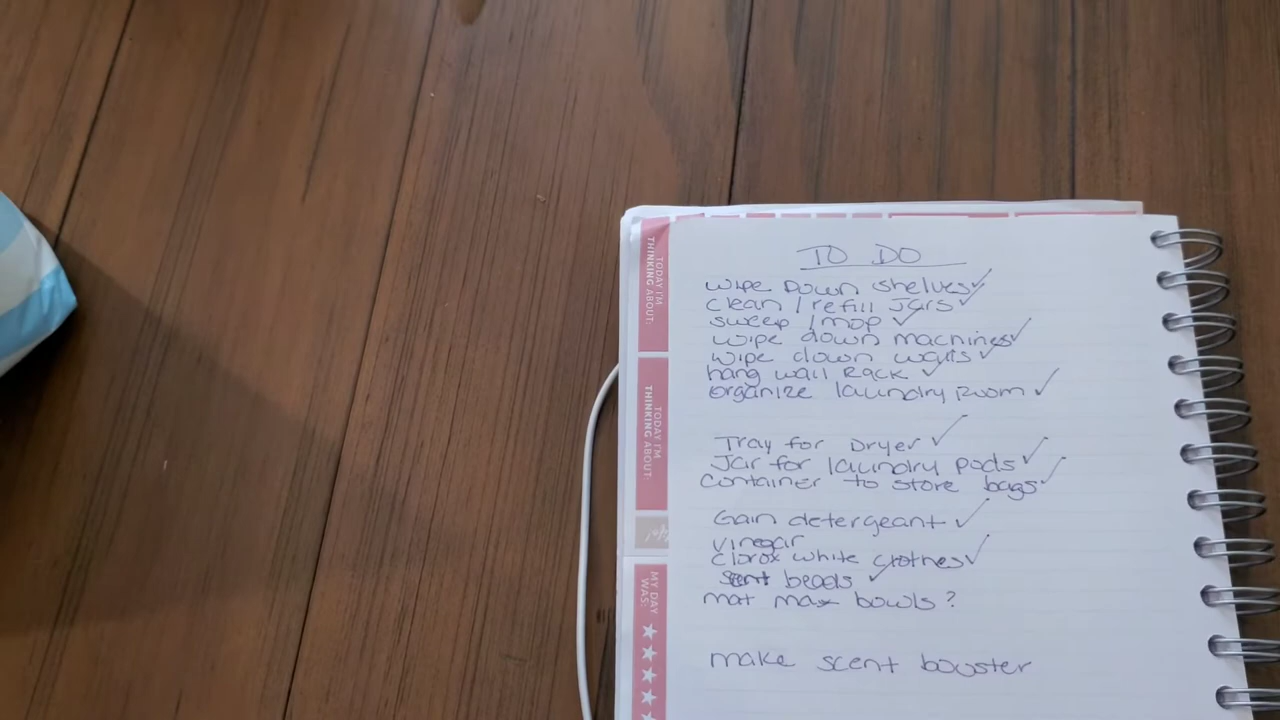 TO DO
wipe Down shelves ✓
clean / refill Jars ✓
sweep / mop ✓
wipe down machines ✓
wipe down walls ✓
hang wall Rack ✓
organize laundry Room ✓
Tray for Dryer ✓
Jar for laundry pods ✓
container to store bags ✓
Gain detergeant ✓
vinegar
clorox white clothes ✓
scent beads ✓
mat max bowls?
make scent booster
TODAY I'M
THINKING ABOUT:
TODAY I'M
THINKING ABOUT:
MY DAY
WAS: